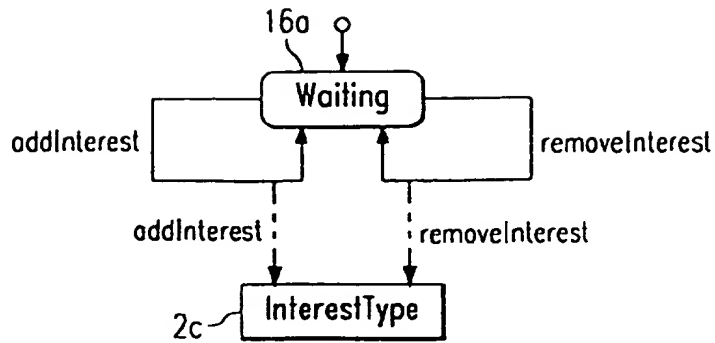 16a
Waiting
addInterest
removeInterest
addInterest
removeInterest
InterestType
2c